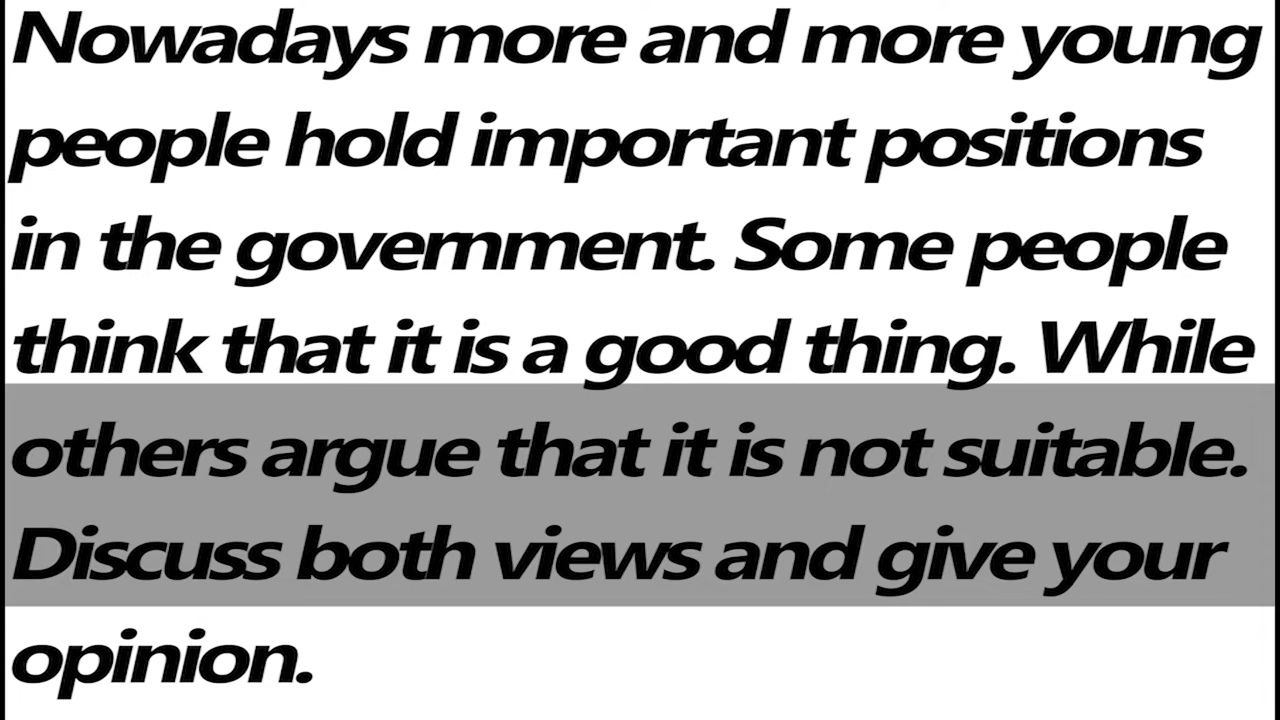 Nowadays more and more young
people hold important positions
in the government. Some people
think that it is a good thing. While
others argue that it is not suitable.
Discuss both views and give your
opinion.